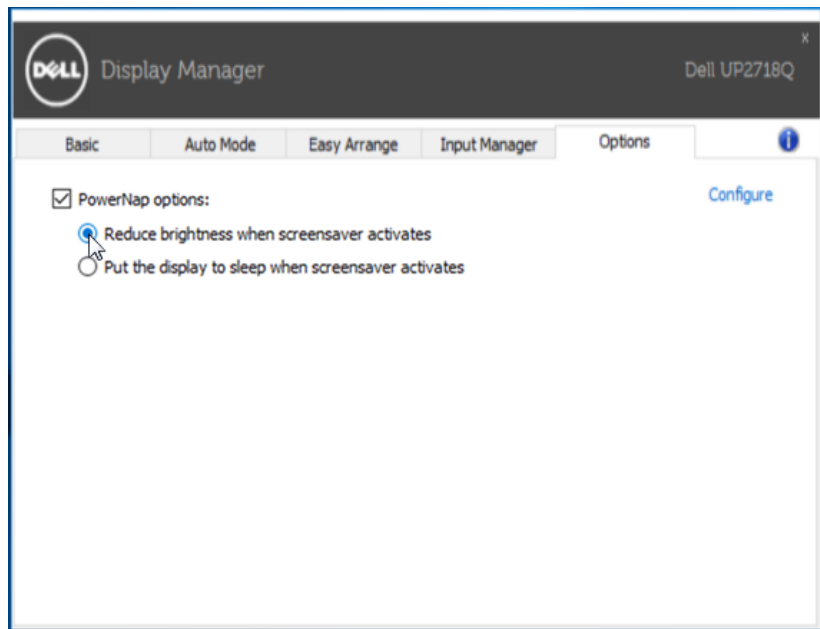 DELL Display Manager
x
Dell UP2718Q
Basic Auto Mode Easy Arrange Input Manager Options i
PowerNap options: Configure
Reduce brightness when screensaver activates
Put the display to sleep when screensaver activates